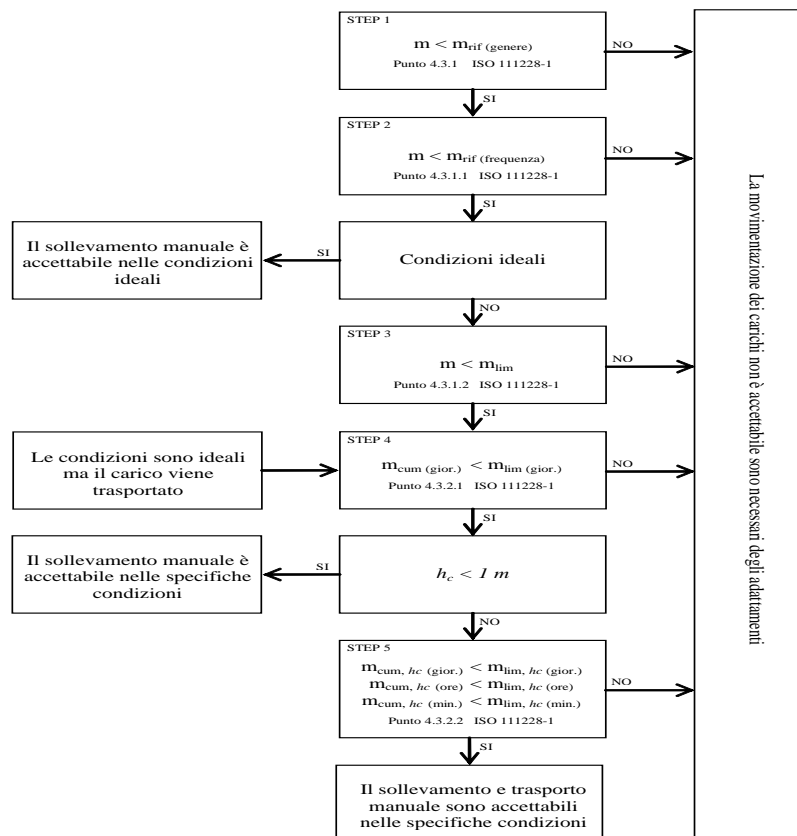 STEP 1
m < mrif (genere)
Punto 4.3.1 ISO 111228-1
NO
SI
STEP 2
m < mrif (frequenza)
Punto 4.3.1.1 ISO 111228-1
NO
SI
Il sollevamento manuale è
accettabile nelle condizioni
ideali
SI
Condizioni ideali
NO
STEP 3
m < mlim
Punto 4.3.1.2 ISO 111228-1
NO
SI
Le condizioni sono ideali
ma il carico viene
trasportato
STEP 4
mcum (gior.) < mlim (gior.)
Punto 4.3.2.1 ISO 111228-1
NO
SI
Il sollevamento manuale è
accettabile nelle specifiche
condizioni
SI
hc < 1 m
NO
STEP 5
mcum, hc (gior.) < mlim, hc (gior.)
mcum, hc (ore) < mlim, hc (ore)
mcum, hc (min.) < mlim, hc (min.)
Punto 4.3.2.2 ISO 111228-1
NO
SI
Il sollevamento e trasporto
manuale sono accettabili
nelle specifiche condizioni
La movimentazione dei carichi non è accettabile sono necessari degli adattamenti